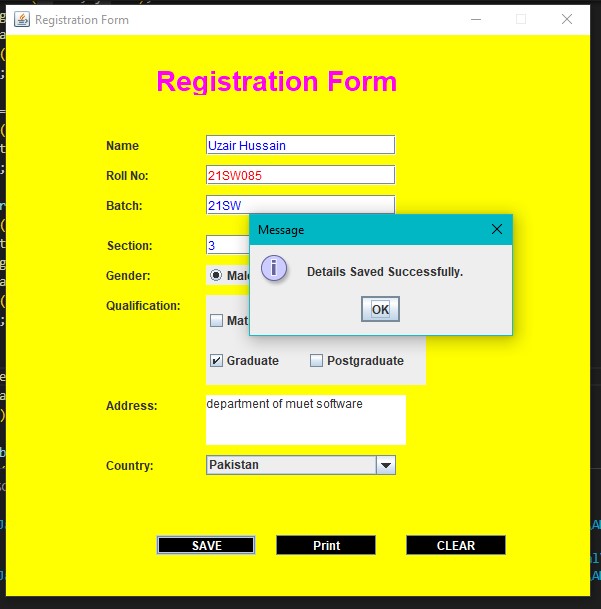 Registration Form
Registration Form
Name Uzair Hussain
Roll No: 21SW085
Batch: 21SW
Message
Section: 3
Details Saved Successfully.
Gender: Male
OK
Qualification:
Mat
Graduate Postgraduate
Address: department of muet software
Country: Pakistan
SAVE Print CLEAR